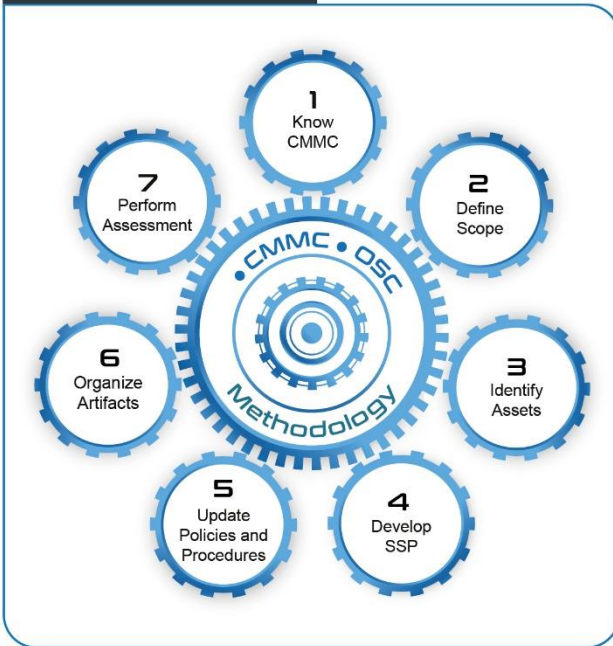 1
Know
CMMC
2
Define
Scope
3
Identify
Assets
4
Develop
SSP
5
Update
Policies and
Procedures
6
Organize
Artifacts
7
Perform
Assessment
• CMMC • OSC
Methodology